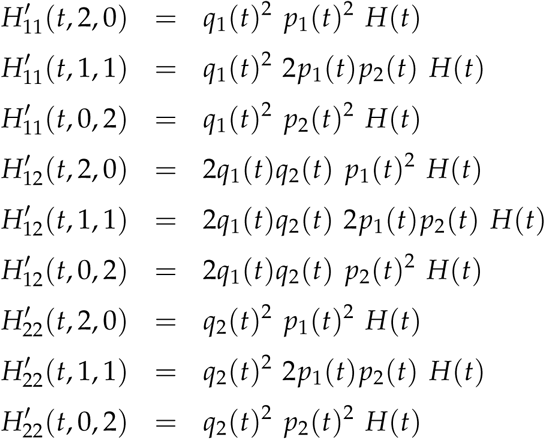 H′₁₁(t, 2, 0) = q₁(t)² p₁(t)² H(t)
H′₁₁(t, 1, 1) = q₁(t)² 2p₁(t)p₂(t) H(t)
H′₁₁(t, 0, 2) = q₁(t)² p₂(t)² H(t)
H′₁₂(t, 2, 0) = 2q₁(t)q₂(t) p₁(t)² H(t)
H′₁₂(t, 1, 1) = 2q₁(t)q₂(t) 2p₁(t)p₂(t) H(t)
H′₁₂(t, 0, 2) = 2q₁(t)q₂(t) p₂(t)² H(t)
H′₂₂(t, 2, 0) = q₂(t)² p₁(t)² H(t)
H′₂₂(t, 1, 1) = q₂(t)² 2p₁(t)p₂(t) H(t)
H′₂₂(t, 0, 2) = q₂(t)² p₂(t)² H(t)